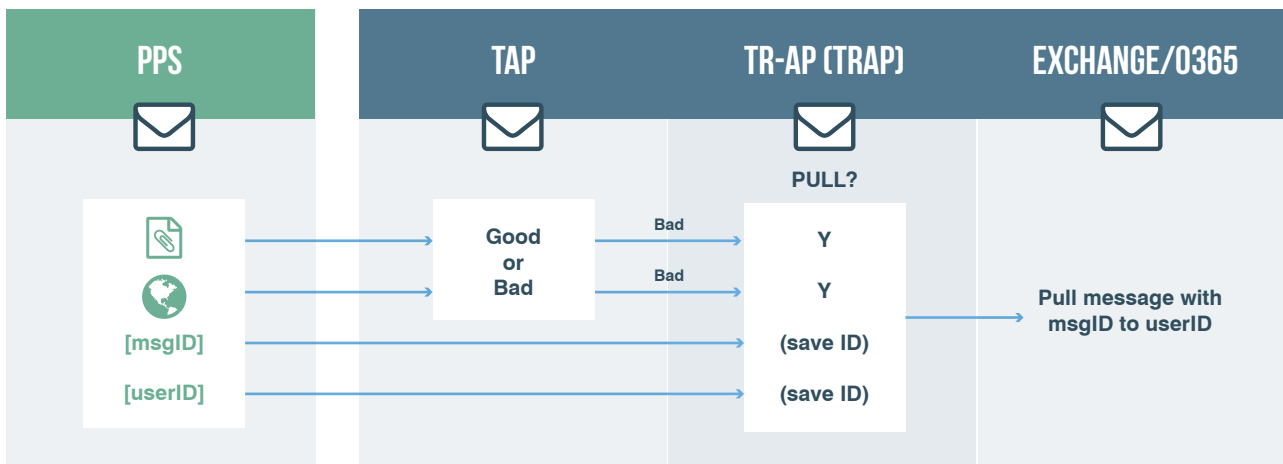 PPS
TAP
TR-AP (TRAP)
EXCHANGE/O365
PULL?
Good
or
Bad
Bad
Bad
Y
Y
[msgID]
(save ID)
[userID]
(save ID)
Pull message with
msgID to userID